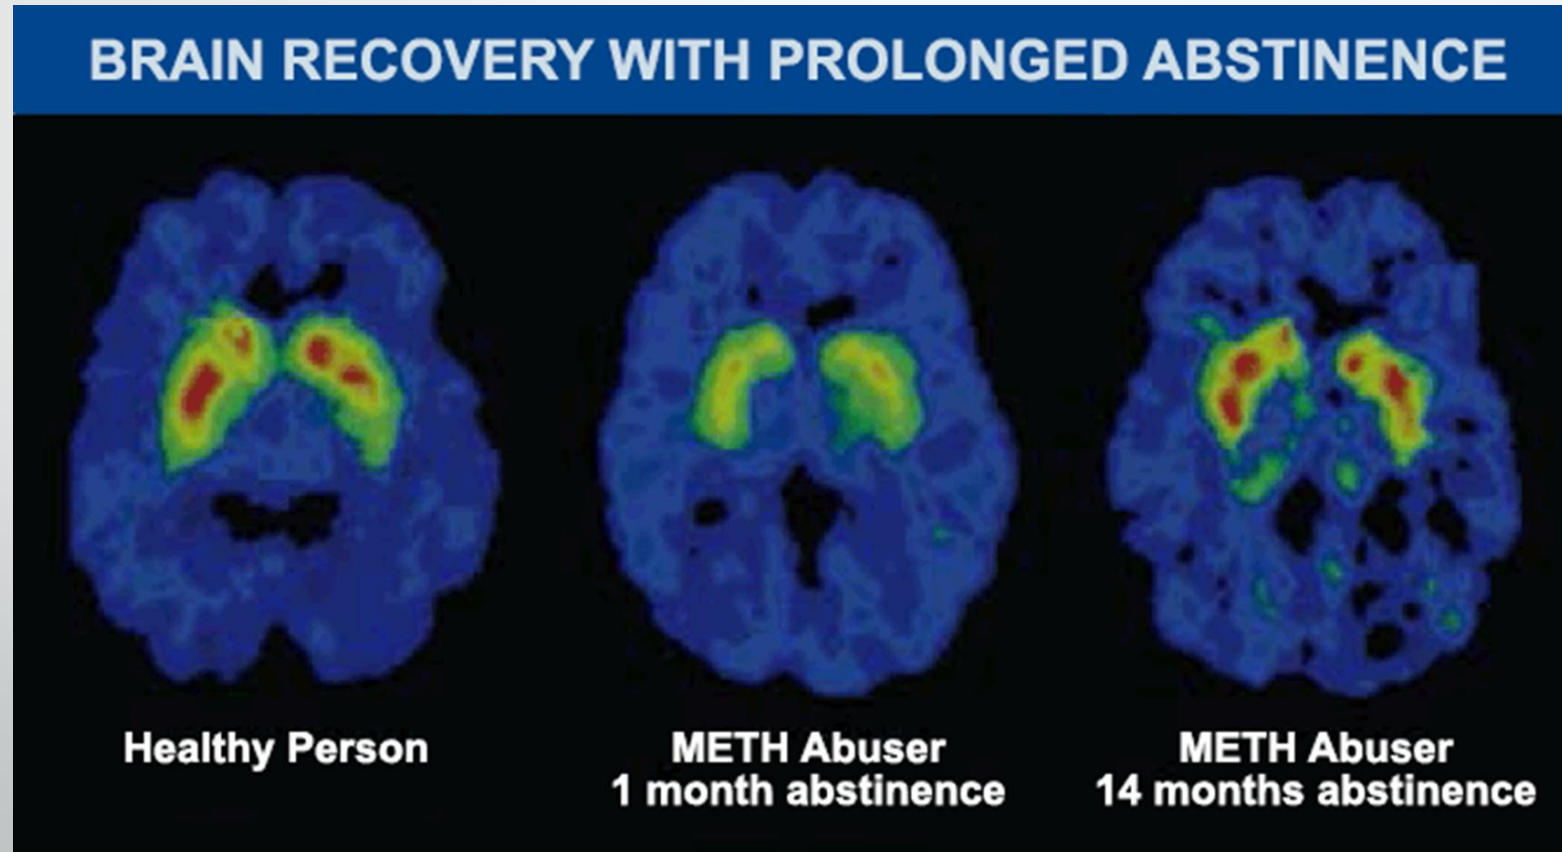 BRAIN RECOVERY WITH PROLONGED ABSTINENCE
Healthy Person
METH Abuser
1 month abstinence
METH Abuser
14 months abstinence